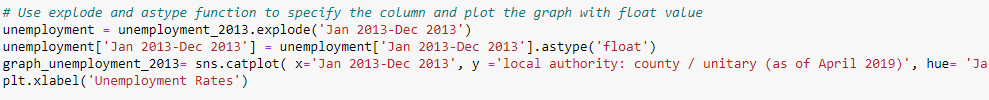 # Use explode and astype function to specify the column and plot the graph with float value
unemployment = unemployment_2013.explode('Jan 2013-Dec 2013')
unemployment['Jan 2013-Dec 2013'] = unemployment['Jan 2013-Dec 2013'].astype('float')
graph_unemployment_2013= sns.catplot( x='Jan 2013-Dec 2013', y ='local authority: county / unitary (as of April 2019)', hue= 'Ja
plt.xlabel('Unemployment Rates')